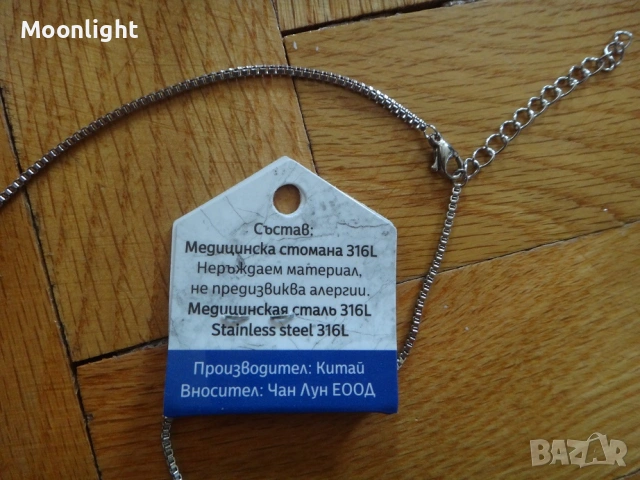 Moonlight
Състав:
Медицинска стомана 316L
Неръждаем материал,
не предизвиква алергии.
Медицинская сталь 316L
Stainless steel 316L
Производител: Китай
Вносител: Чан Лун ЕООД
BAZAR